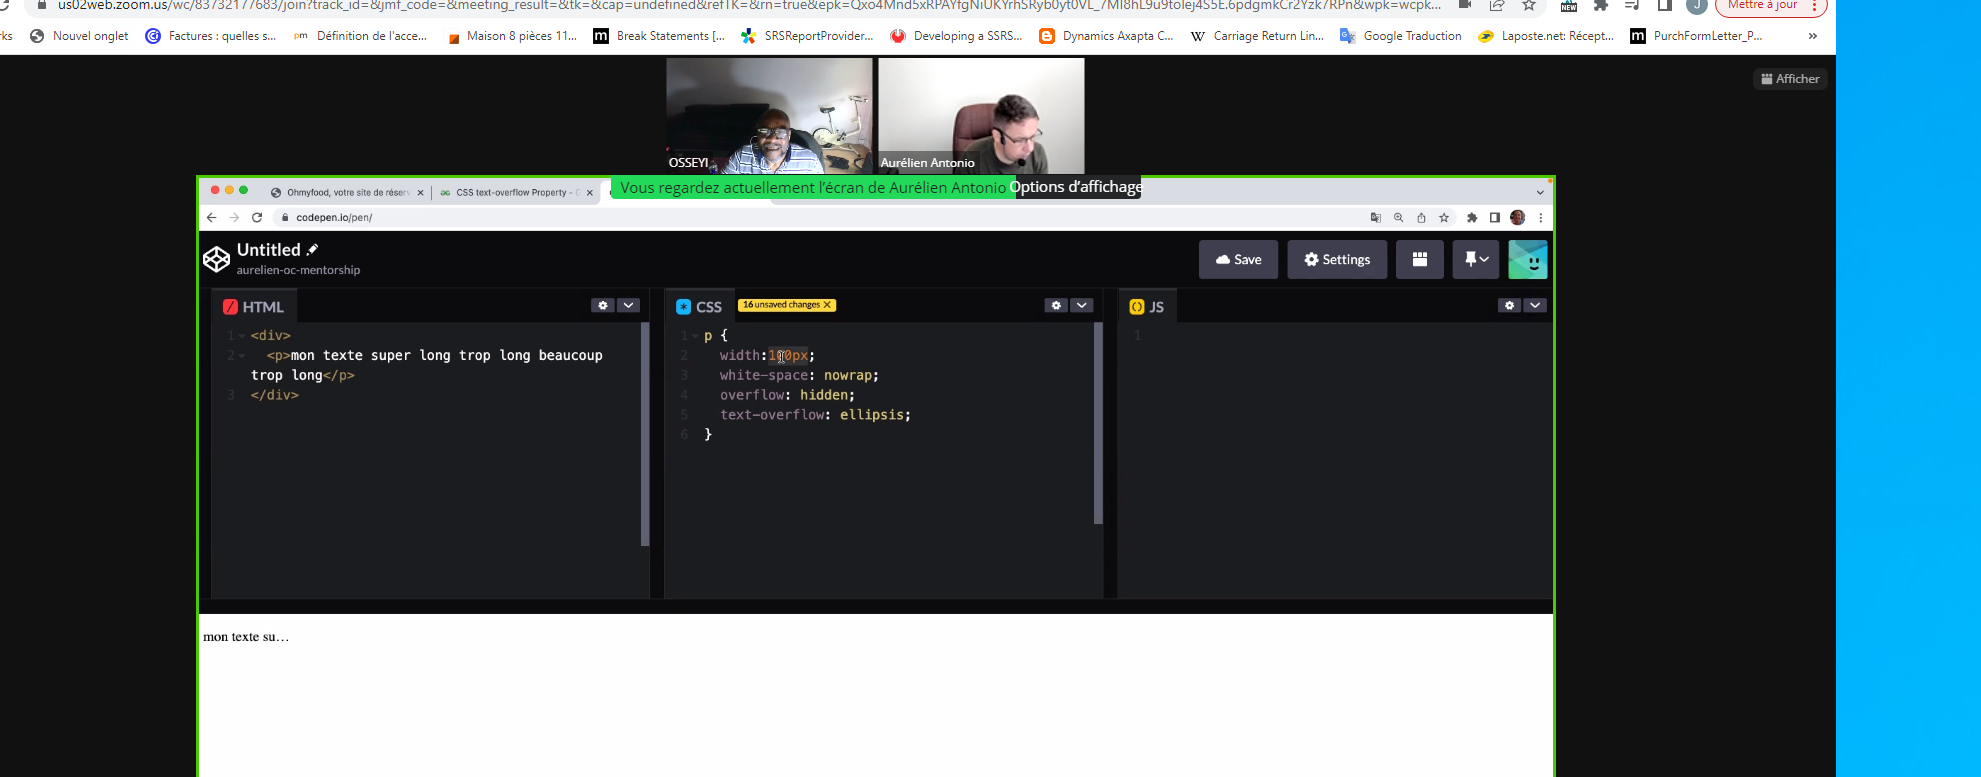 us02web.zoom.us/wc/83732177683/join?track_id=&jmf_code=&meeting_result=&tk=&cap=undefined&refTK=&rn=true&epk=Qxo4Mnd5xRPAYfgNiUKYrhSRyb0yt0VL_7MI8hL9u9toIej4S5E.6pdgmkCr2Yzk7RPn&wpk=wcpk...
NEW
J
Mettre à jour
rks
Nouvel onglet
Factures : quelles s...
pm Définition de l'acce...
Maison 8 pièces 11...
m Break Statements [...
SRSReportProvider...
Developing a SSRS...
Dynamics Axapta C...
W Carriage Return Lin...
Google Traduction
Laposte.net: Récept...
m PurchFormLetter_P...
»
Afficher
OSSEYI
Aurélien Antonio
Ohmyfood, votre site de réserv
CSS text-overflow Property - G
Vous regardez actuellement l'écran de Aurélien Antonio
Options d'affichage
codepen.io/pen/
Untitled
aurelien-oc-mentorship
Save
Settings
HTML
CSS
16 unsaved changes X
JS
1 <div>
2 <p>mon texte super long trop long beaucoup
trop long</p>
3 </div>
1 p {
2 width:100px;
3 white-space: nowrap;
4 overflow: hidden;
5 text-overflow: ellipsis;
6 }
1
mon texte su…